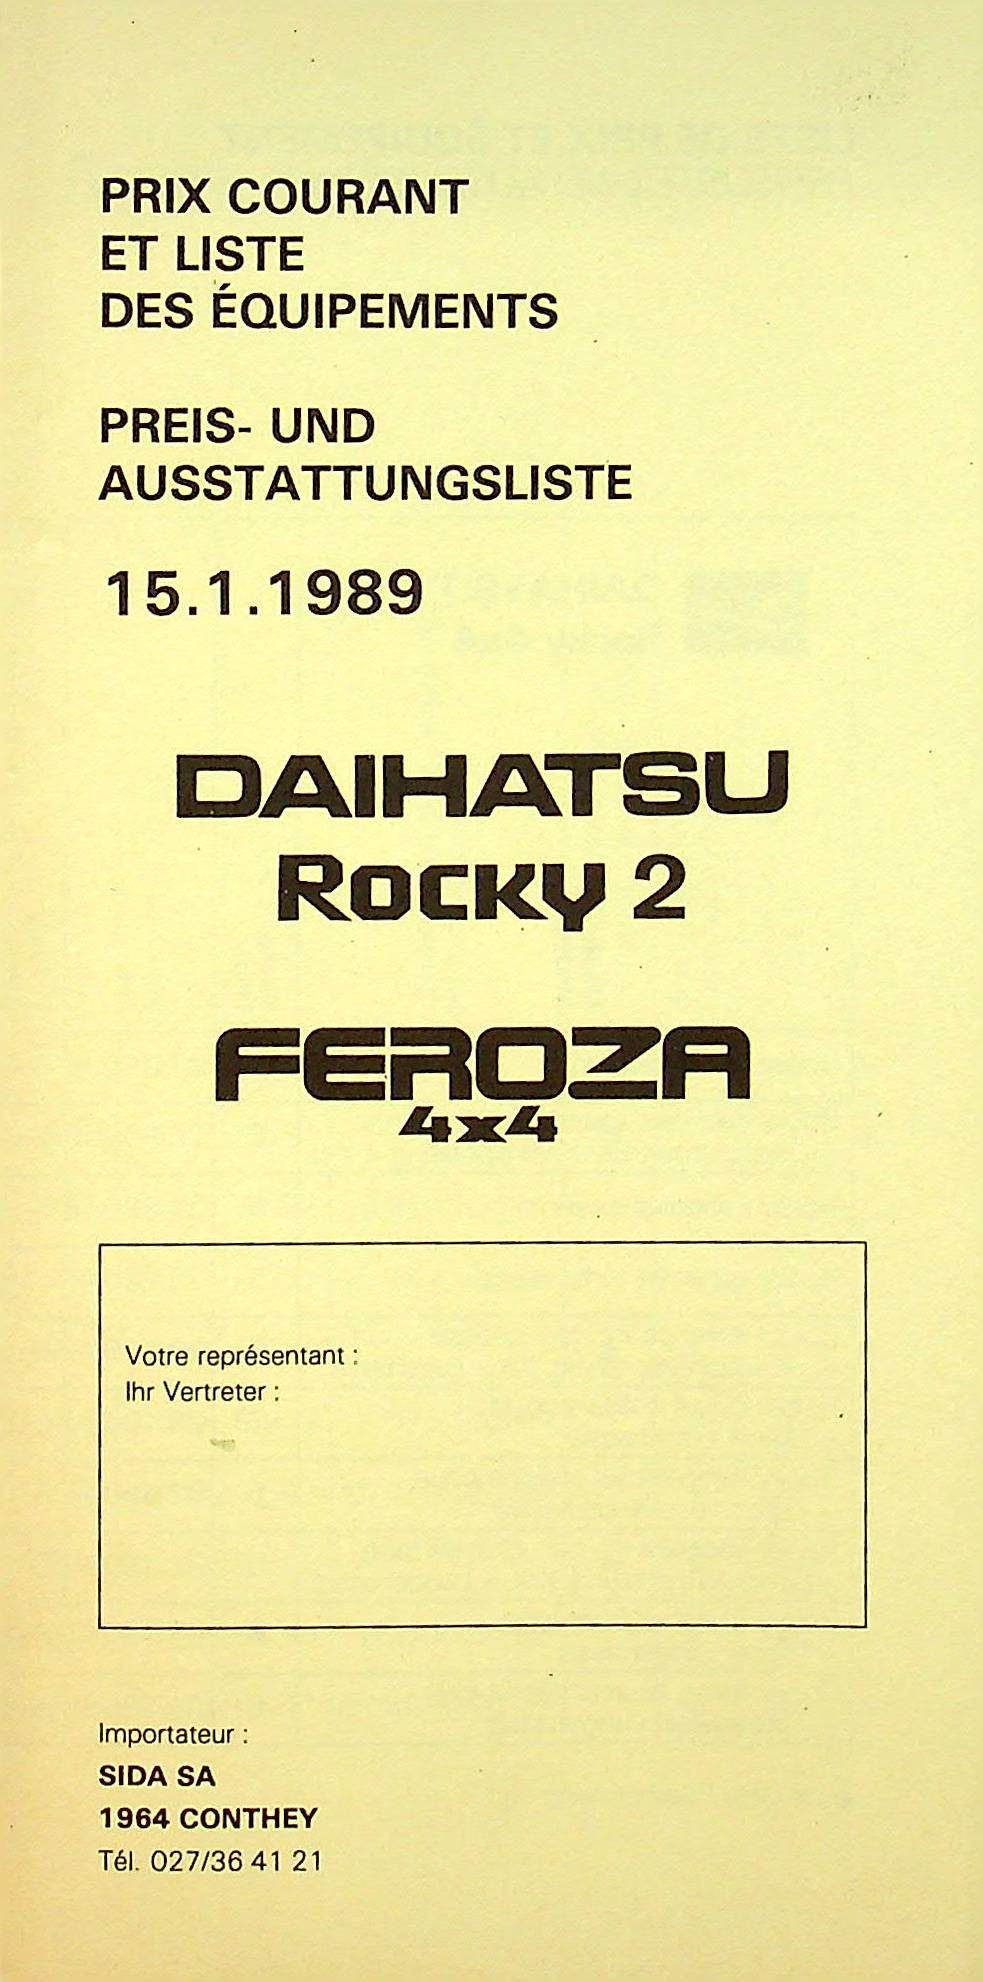 PRIX COURANT
ET LISTE
DES ÉQUIPEMENTS
PREIS- UND
AUSSTATTUNGSLISTE
15.1.1989
DAIHATSU
ROCKY 2
FEROZA
4x4
Votre représentant :
Ihr Vertreter :
Importateur :
SIDA SA
1964 CONTHEY
Tél. 027/36 41 21